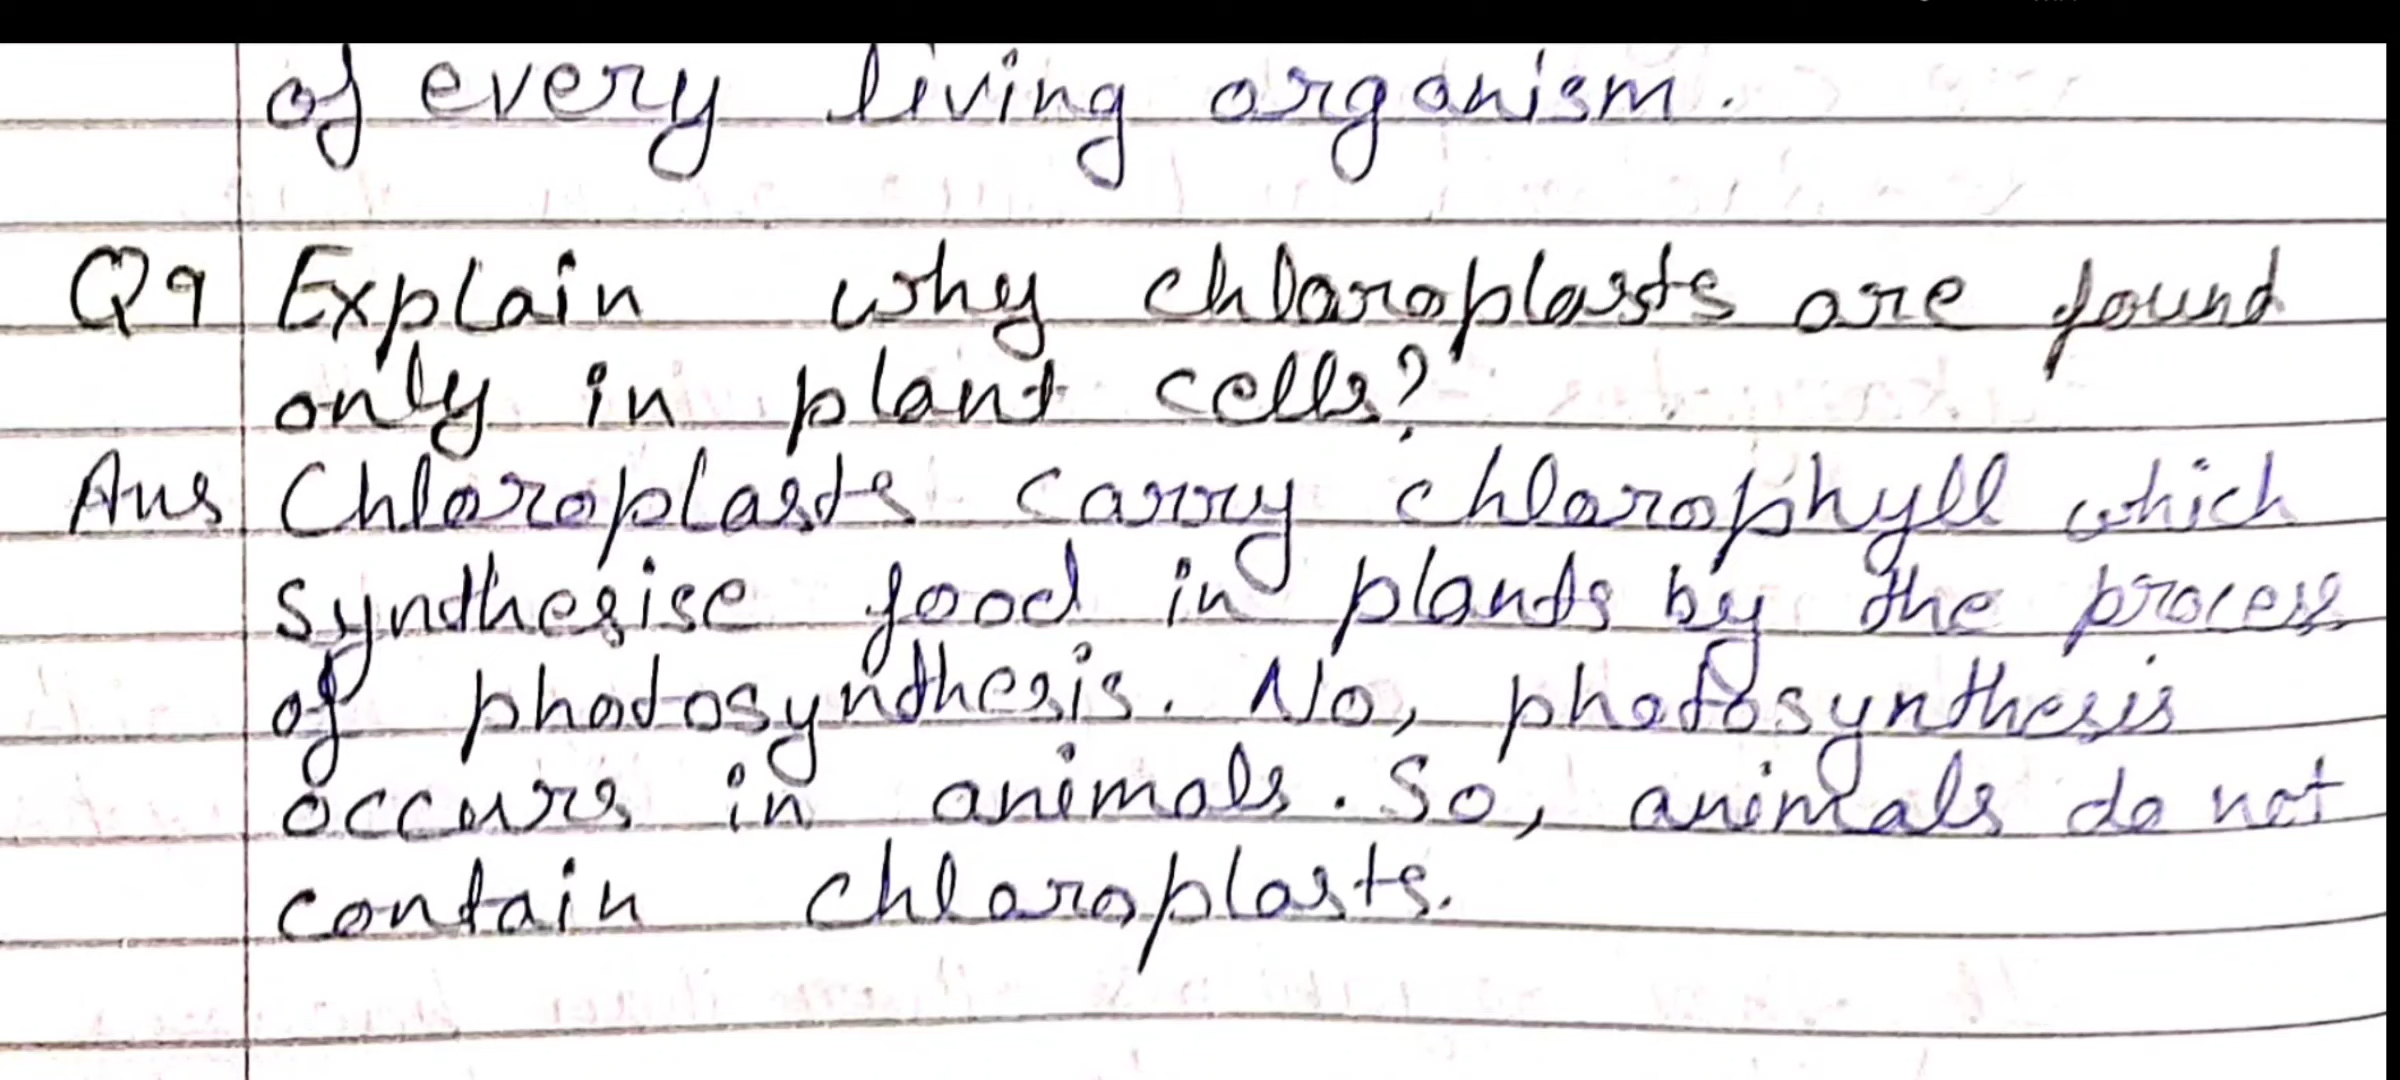 of every living organism.
Q9 Explain why chloroplasts are found
only in plant cells?
Ans Chloroplasts carry chlorophyll which
synthesise food in plants by the process
of photosynthesis. No, photosynthesis
occurs in animals. So, animals do not
contain chloroplasts.